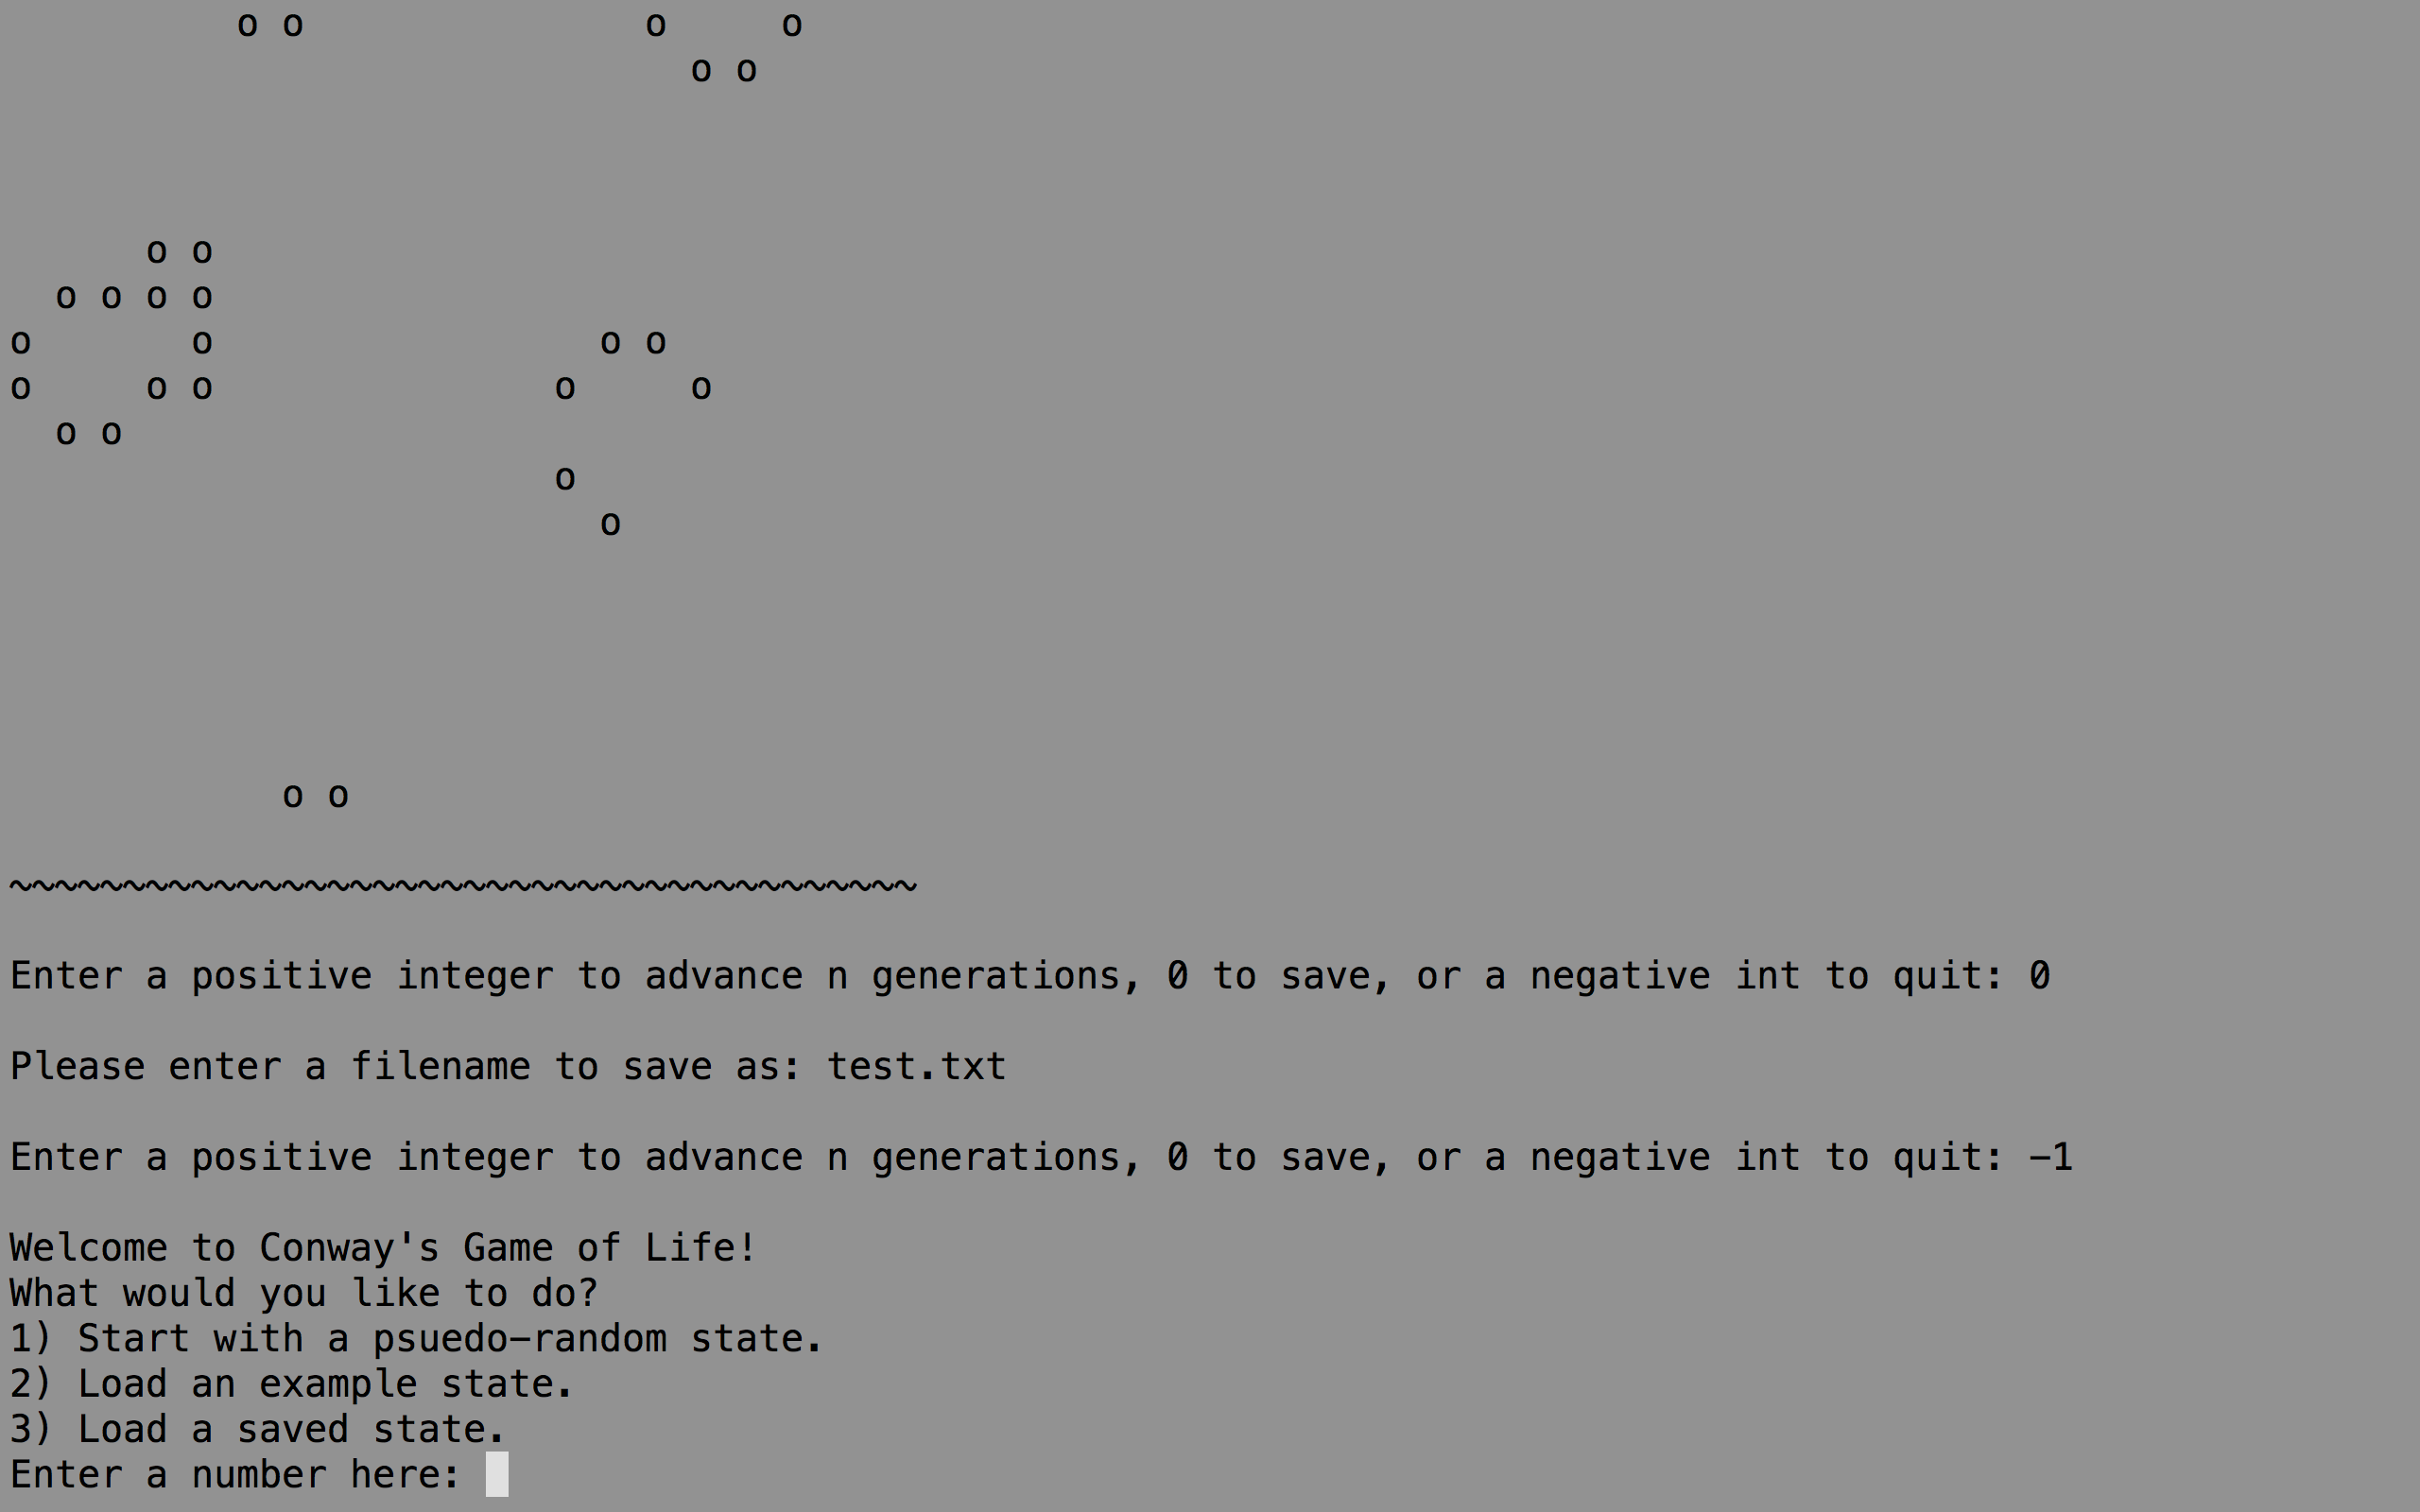 o o o o
o o
o o
o o o o
o o o o
o o o o o
o o
o
o
o o
~~~~~~~~~~~~~~~~~~~~~~~~~~~~~~~~~~~~~~~~
Enter a positive integer to advance n generations, 0 to save, or a negative int to quit: 0
Please enter a filename to save as: test.txt
Enter a positive integer to advance n generations, 0 to save, or a negative int to quit: -1
Welcome to Conway's Game of Life!
What would you like to do?
1) Start with a psuedo-random state.
2) Load an example state.
3) Load a saved state.
Enter a number here: